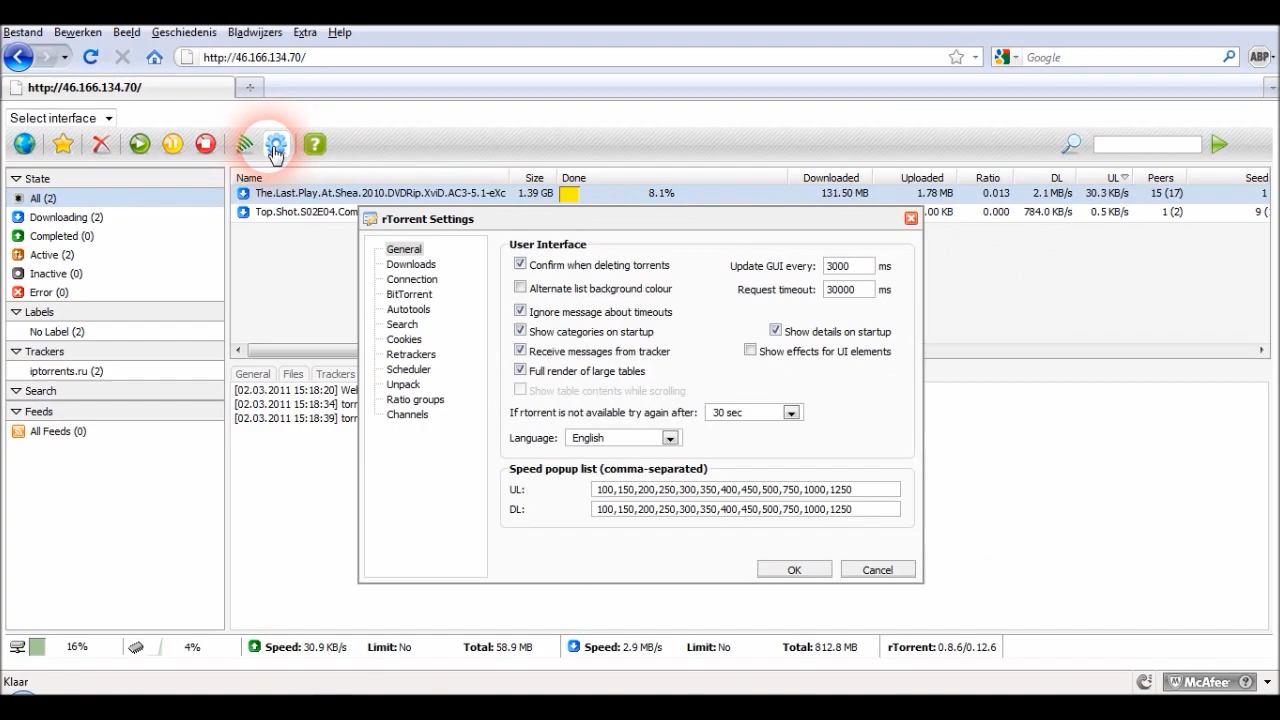 Bestand Bewerken Beeld Geschiedenis Bladwijzers Extra Help
http://46.166.134.70/
Google
ABP
http://46.166.134.70/
Select interface
State
All (2)
Downloading (2)
Completed (0)
Active (2)
Inactive (0)
Error (0)
Labels
No Label (2)
Trackers
iptorrents.ru (2)
Search
Feeds
All Feeds (0)
Name Size Done Downloaded Uploaded Ratio DL UL Peers Seed
The.Last.Play.At.Shea.2010.DVDRip.XviD.AC3-5.1-eXc 1.39 GB 8.1% 131.50 MB 1.78 MB 0.013 2.1 MB/s 30.3 KB/s 15 (17) 1
Top.Shot.S02E04.Com .00 KB 0.000 784.0 KB/s 0.5 KB/s 1 (2) 9 (
General Files Trackers
[02.03.2011 15:18:20] Wel
[02.03.2011 15:18:34] torr
[02.03.2011 15:18:39] torr
rTorrent Settings
General
Downloads
Connection
BitTorrent
Autotools
Search
Cookies
Retrackers
Scheduler
Unpack
Ratio groups
Channels
User Interface
Confirm when deleting torrents Update GUI every: 3000 ms
Alternate list background colour Request timeout: 30000 ms
Ignore message about timeouts
Show categories on startup Show details on startup
Receive messages from tracker Show effects for UI elements
Full render of large tables
Show table contents while scrolling
If rtorrent is not available try again after: 30 sec
Language: English
Speed popup list (comma-separated)
UL: 100,150,200,250,300,350,400,450,500,750,1000,1250
DL: 100,150,200,250,300,350,400,450,500,750,1000,1250
OK Cancel
16% 4% Speed: 30.9 KB/s Limit: No Total: 58.9 MB Speed: 2.9 MB/s Limit: No Total: 812.8 MB rTorrent: 0.8.6/0.12.6
Klaar
McAfee